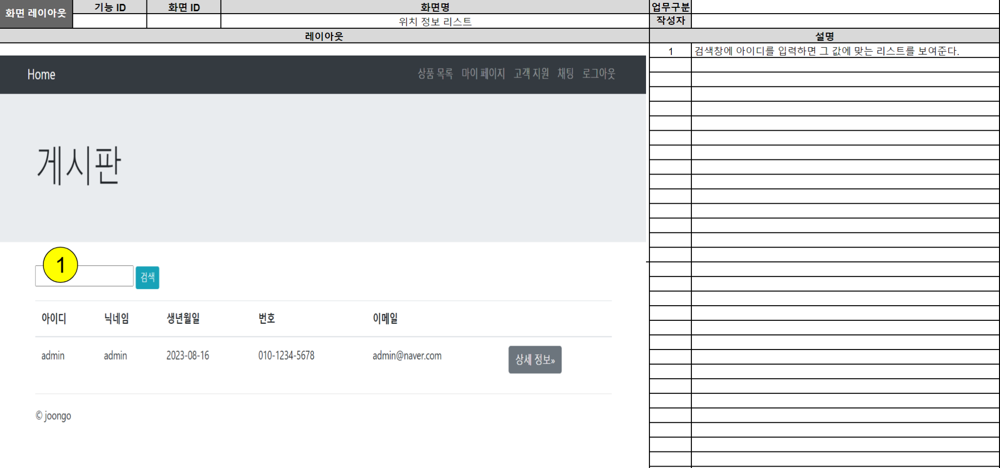 화면 레이아웃 기능 ID 화면 ID 화면명 업무구분
위치 정보 리스트 작성자
레이아웃 설명
1 검색창에 아이디를 입력하면 그 값에 맞는 리스트를 보여준다.
Home 상품 목록 마이 페이지 고객 지원 채팅 로그아웃
게시판
1
검색
아이디 닉네임 생년월일 번호 이메일
admin admin 2023-08-16 010-1234-5678 admin@naver.com 상세 정보»
© joongo